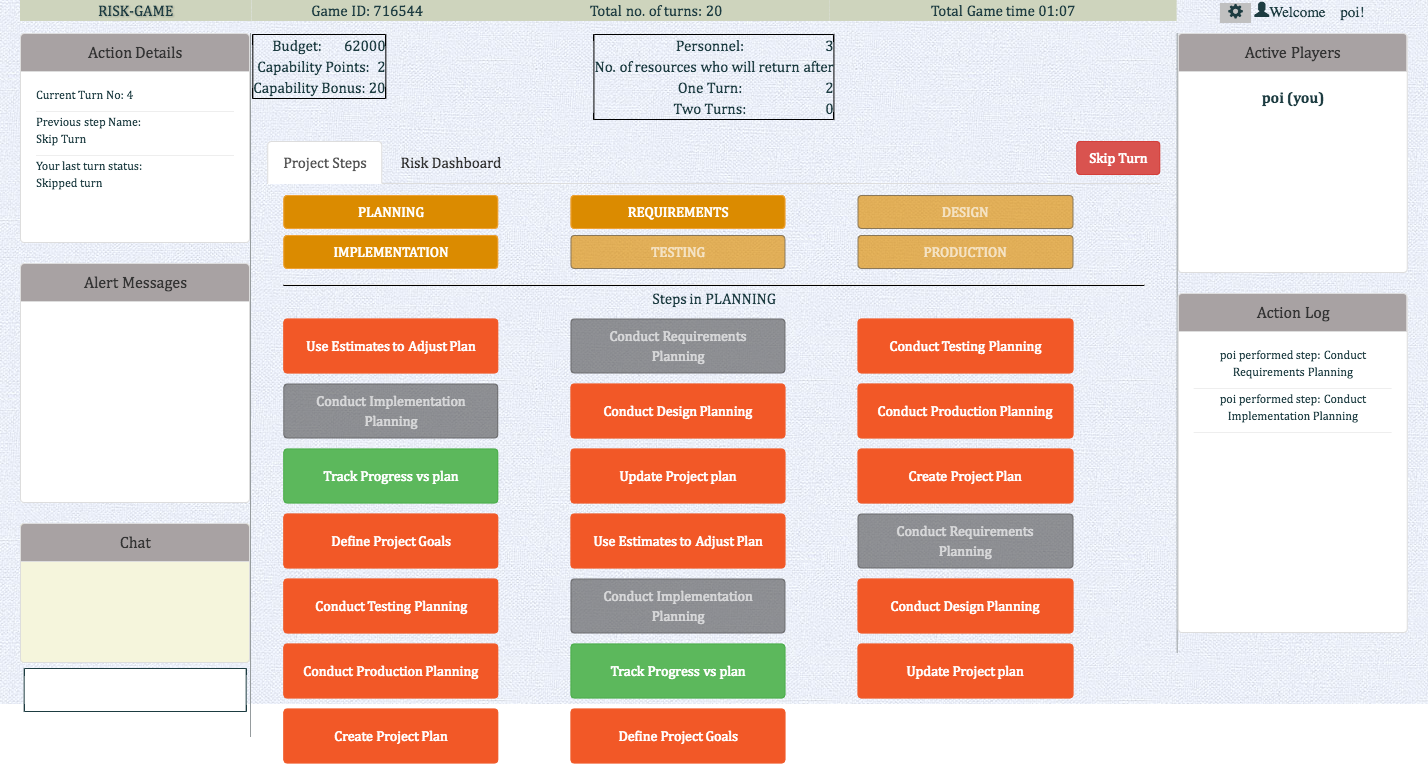 RISK-GAME
Game ID: 716544
Total no. of turns: 20
Total Game time 01:07
Welcome poi!
Action Details
Current Turn No: 4
Previous step Name:
Skip Turn
Your last turn status:
Skipped turn
Alert Messages
Chat
Budget: 62000
Capability Points: 2
Capability Bonus: 20
Personnel: 3
No. of resources who will return after
One Turn: 2
Two Turns: 0
Project Steps
Risk Dashboard
Skip Turn
PLANNING
REQUIREMENTS
DESIGN
IMPLEMENTATION
TESTING
PRODUCTION
Steps in PLANNING
Use Estimates to Adjust Plan
Conduct Requirements
Planning
Conduct Testing Planning
Conduct Implementation
Planning
Conduct Design Planning
Conduct Production Planning
Track Progress vs plan
Update Project plan
Create Project Plan
Define Project Goals
Use Estimates to Adjust Plan
Conduct Requirements
Planning
Conduct Testing Planning
Conduct Implementation
Planning
Conduct Design Planning
Conduct Production Planning
Track Progress vs plan
Update Project plan
Create Project Plan
Define Project Goals
Active Players
poi (you)
Action Log
poi performed step: Conduct
Requirements Planning
poi performed step: Conduct
Implementation Planning